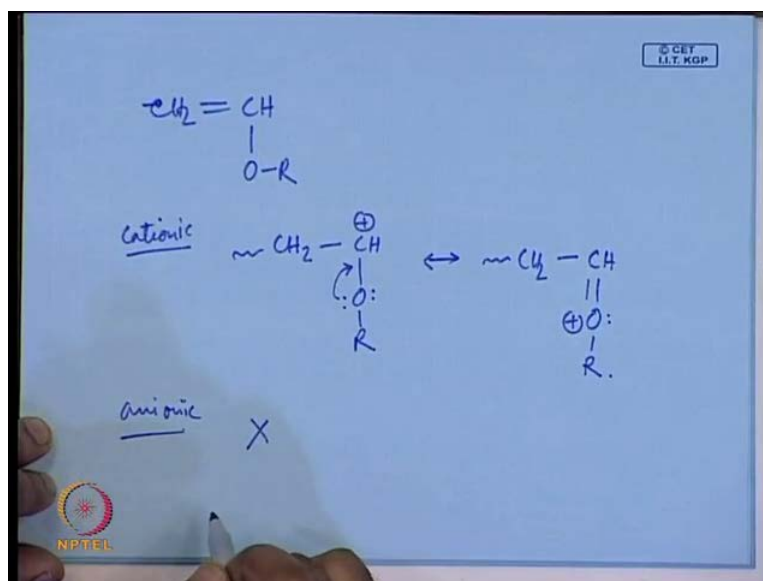 © CET
I.I.T. KGP
CH₂ = CH
|
O-R
cationic
⊕
~ CH₂ - CH ↔ ~CH₂ - CH
| ||
:O: ⊕O:
| |
R R.
anionic X
NPTEL